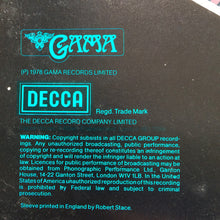 GAMA
(P) 1978 GAMA RECORDS LIMITED
DECCA
Regd. Trade Mark
THE DECCA RECORD COMPANY LIMITED
WARNING: Copyright subsists in all DECCA GROUP record-
ings. Any unauthorized broadcasting, public performance,
copying or re-recording thereof constitutes an infringement
of copyright and will render the infringer liable to an action at
law. Licences for public performance of broadcasting may be
obtained from Phonographic Performance Ltd., Ganton
House, 14-22 Ganton Street, London W1V 1LB. In the United
States of America unauthorized reproduction of this recording
is prohibited by Federal law and subject to criminal
prosecution.
Sleeve printed in England by Robert Stace.